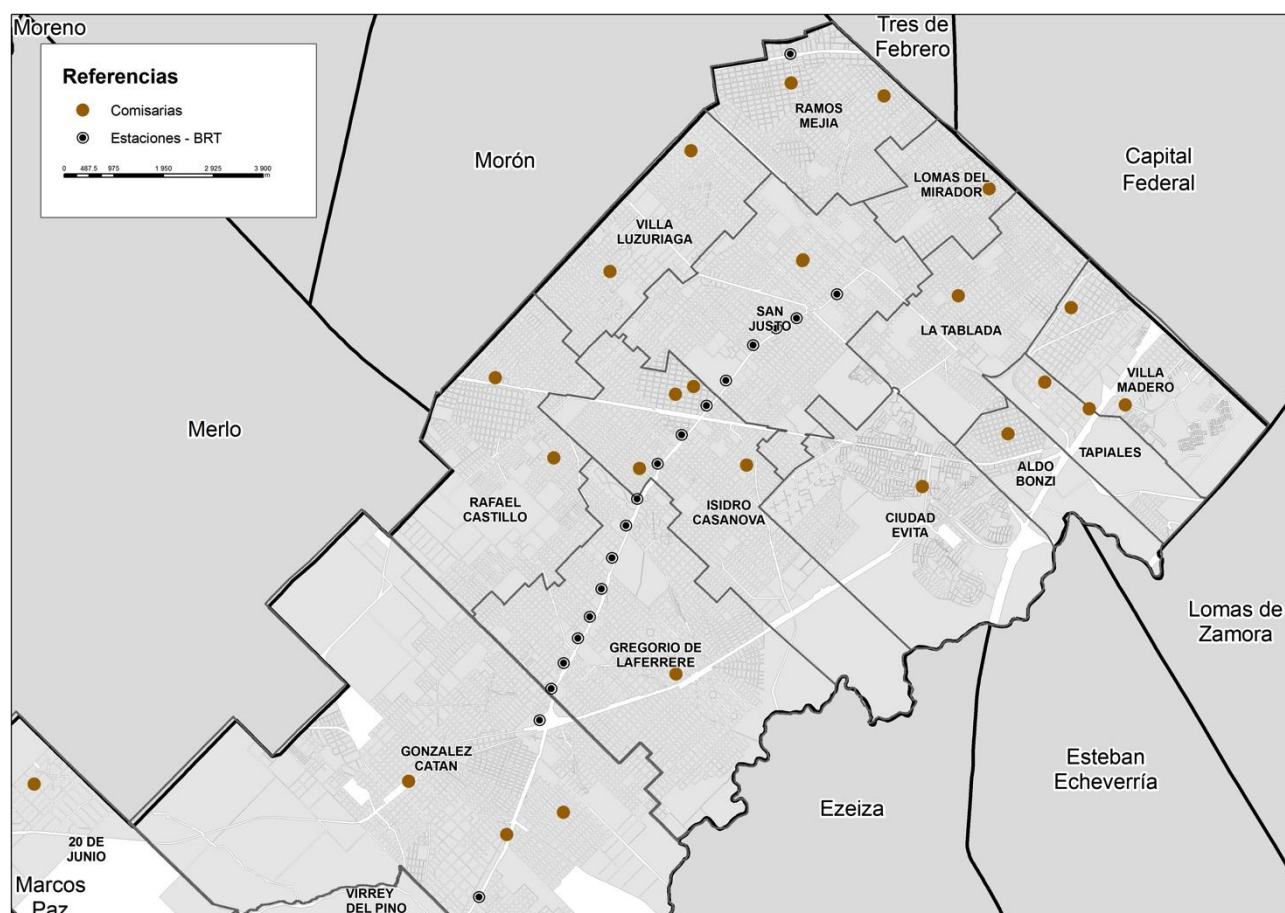 Moreno
Referencias
Comisarias
Estaciones - BRT
0 487.5 975 1 950 2 925 3 900
m
Tres de
Febrero
RAMOS
MEJIA
Morón
Capital
Federal
LOMAS DEL
MIRADOR
VILLA
LUZURIAGA
SAN
JUSTO
LA TABLADA
VILLA
MADERO
Merlo
TAPIALES
ALDO
BONZI
RAFAEL
CASTILLO
ISIDRO
CASANOVA
CIUDAD
EVITA
Lomas de
Zamora
GREGORIO DE
LAFERRERE
GONZALEZ
CATAN
Esteban
Echeverría
Ezeiza
20 DE
JUNIO
Marcos
Paz
VIRREY
DEL PINO